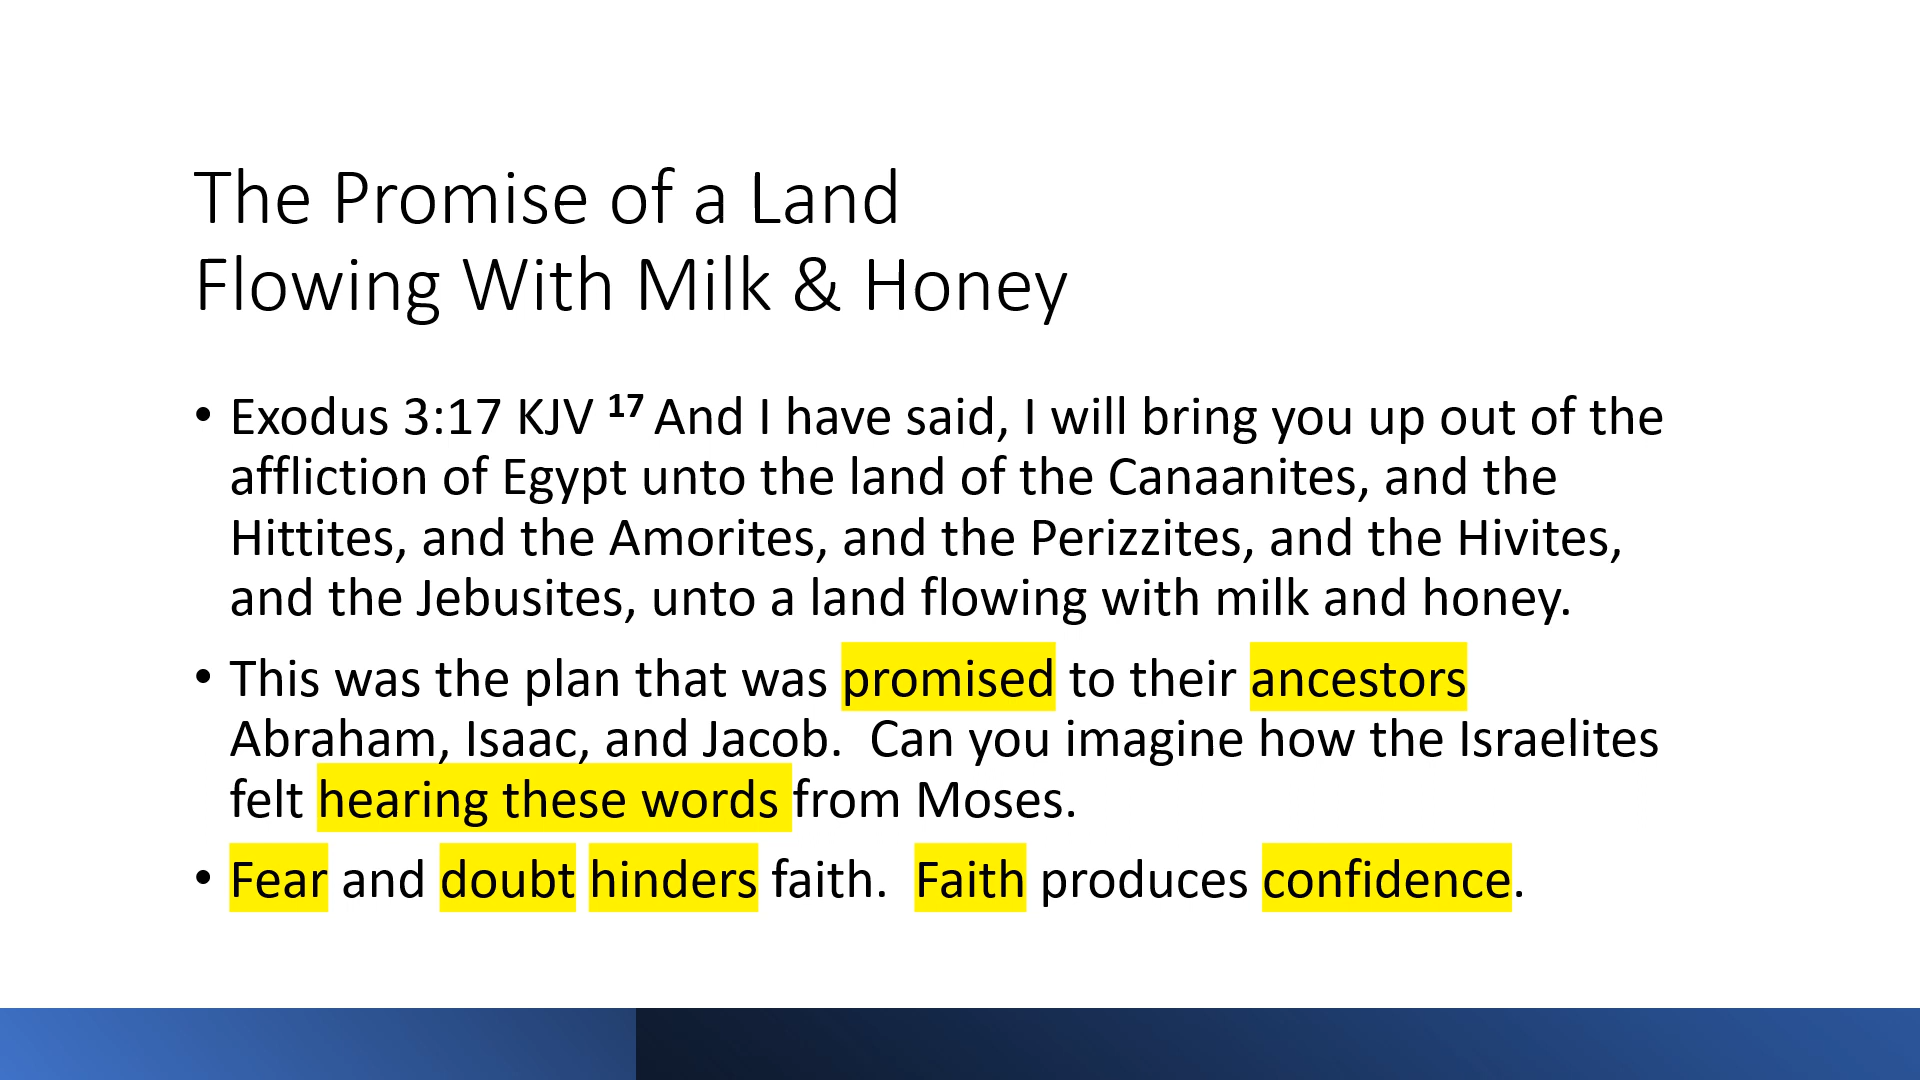 The Promise of a Land
Flowing With Milk & Honey
• Exodus 3:17 KJV ¹⁷ And I have said, I will bring you up out of the
affliction of Egypt unto the land of the Canaanites, and the
Hittites, and the Amorites, and the Perizzites, and the Hivites,
and the Jebusites, unto a land flowing with milk and honey.
• This was the plan that was promised to their ancestors
Abraham, Isaac, and Jacob.  Can you imagine how the Israelites
felt hearing these words from Moses.
• Fear and doubt hinders faith.  Faith produces confidence.